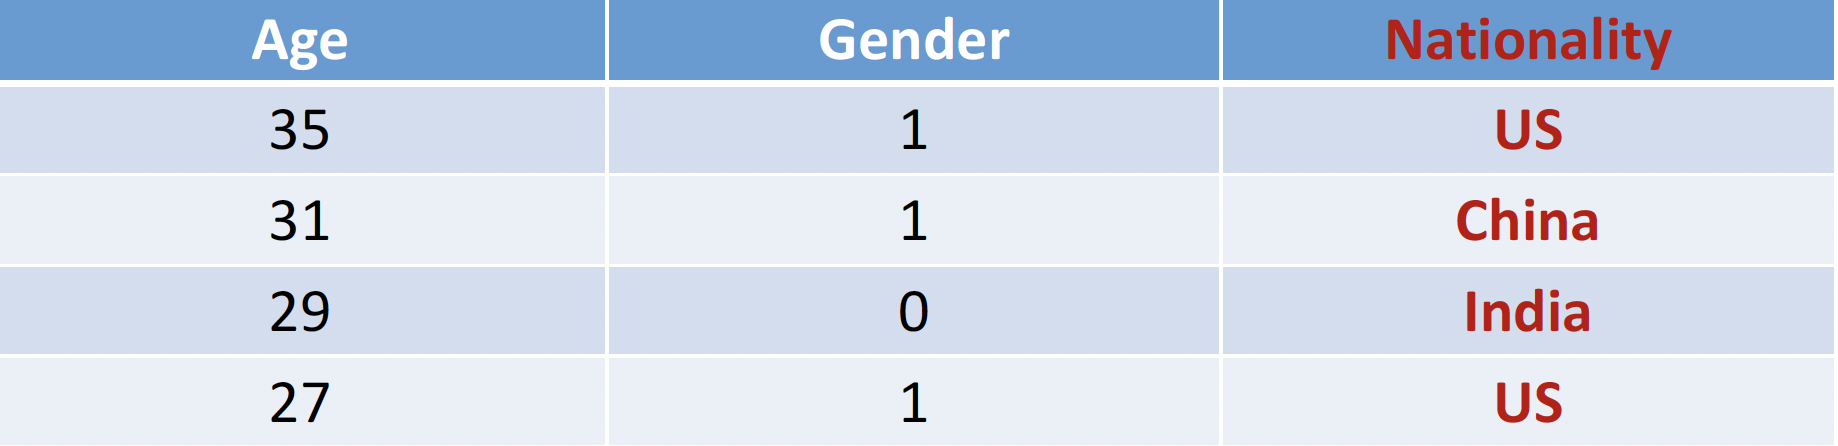 Age Gender Nationality
35 1 US
31 1 China
29 0 India
27 1 US